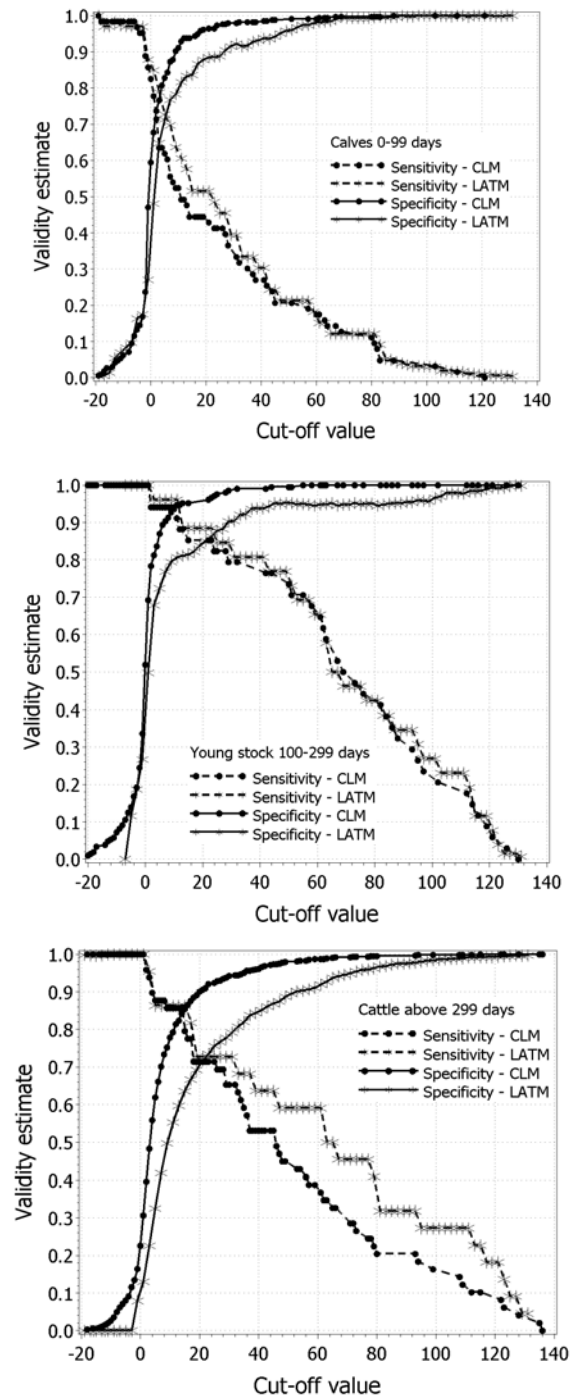 1.0
0.9
0.8
0.7
0.6
0.5
0.4
0.3
0.2
0.1
0.0
Validity estimate
Calves 0-99 days
Sensitivity - CLM
Sensitivity - LATM
Specificity - CLM
Specificity - LATM
-20 0 20 40 60 80 100 120 140
Cut-off value
1.0
0.9
0.8
0.7
0.6
0.5
0.4
0.3
0.2
0.1
0.0
Validity estimate
Young stock 100-299 days
Sensitivity - CLM
Sensitivity - LATM
Specificity - CLM
Specificity - LATM
-20 0 20 40 60 80 100 120 140
Cut-off value
1.0
0.9
0.8
0.7
0.6
0.5
0.4
0.3
0.2
0.1
0.0
Validity estimate
Cattle above 299 days
Sensitivity - CLM
Sensitivity - LATM
Specificity - CLM
Specificity - LATM
-20 0 20 40 60 80 100 120 140
Cut-off value